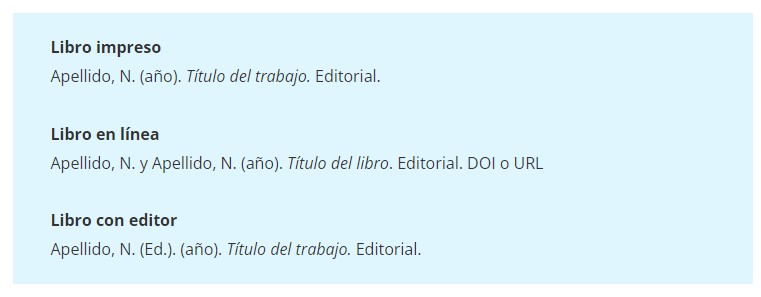 Libro impreso
Apellido, N. (año). Título del trabajo. Editorial.
Libro en línea
Apellido, N. y Apellido, N. (año). Título del libro. Editorial. DOI o URL
Libro con editor
Apellido, N. (Ed.). (año). Título del trabajo. Editorial.